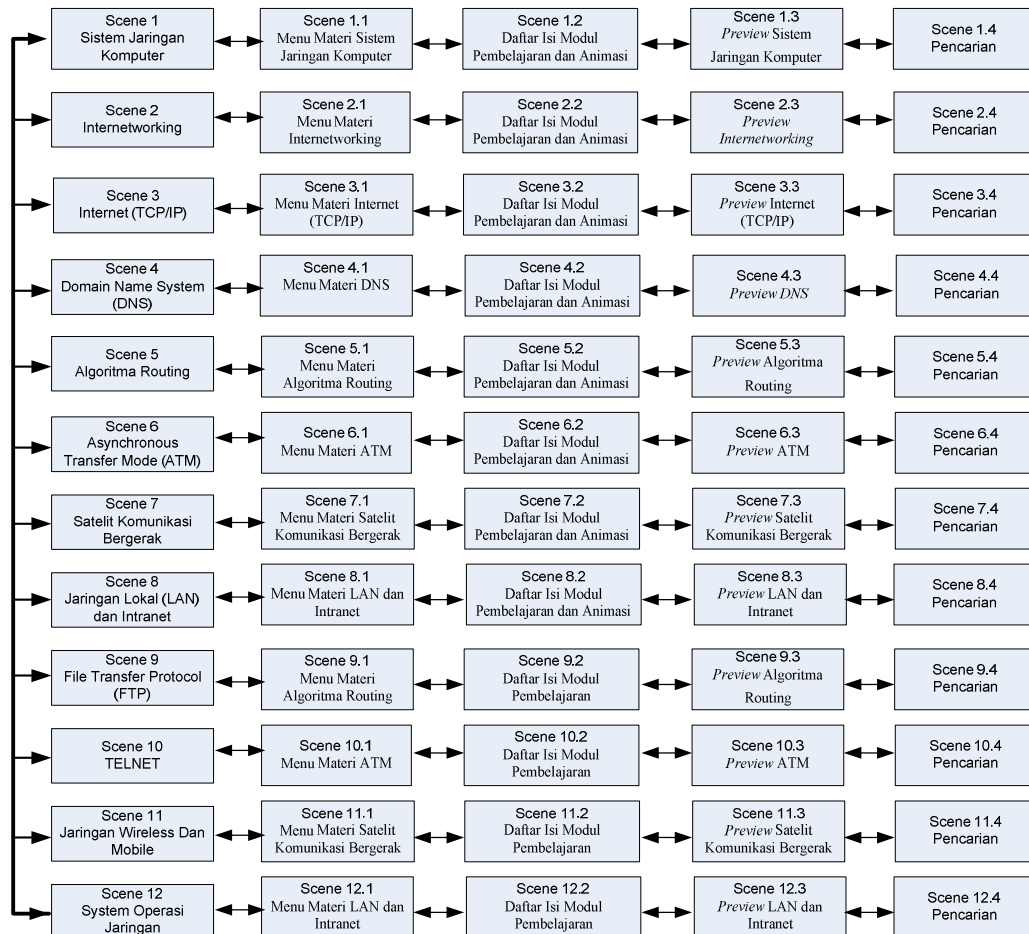 Scene 1
Sistem Jaringan
Komputer
Scene 1.1
Menu Materi Sistem
Jaringan Komputer
Scene 1.2
Daftar Isi Modul
Pembelajaran dan Animasi
Scene 1.3
Preview Sistem
Jaringan Komputer
Scene 1.4
Pencarian
Scene 2
Internetworking
Scene 2.1
Menu Materi
Internetworking
Scene 2.2
Daftar Isi Modul
Pembelajaran dan Animasi
Scene 2.3
Preview
Internetworking
Scene 2.4
Pencarian
Scene 3
Internet (TCP/IP)
Scene 3.1
Menu Materi Internet
(TCP/IP)
Scene 3.2
Daftar Isi Modul
Pembelajaran dan Animasi
Scene 3.3
Preview Internet
(TCP/IP)
Scene 3.4
Pencarian
Scene 4
Domain Name System
(DNS)
Scene 4.1
Menu Materi DNS
Scene 4.2
Daftar Isi Modul
Pembelajaran dan Animasi
Scene 4.3
Preview DNS
Scene 4.4
Pencarian
Scene 5
Algoritma Routing
Scene 5.1
Menu Materi
Algoritma Routing
Scene 5.2
Daftar Isi Modul
Pembelajaran dan Animasi
Scene 5.3
Preview Algoritma
Routing
Scene 5.4
Pencarian
Scene 6
Asynchronous
Transfer Mode (ATM)
Scene 6.1
Menu Materi ATM
Scene 6.2
Daftar Isi Modul
Pembelajaran dan Animasi
Scene 6.3
Preview ATM
Scene 6.4
Pencarian
Scene 7
Satelit Komunikasi
Bergerak
Scene 7.1
Menu Materi Satelit
Komunikasi Bergerak
Scene 7.2
Daftar Isi Modul
Pembelajaran dan Animasi
Scene 7.3
Preview Satelit
Komunikasi Bergerak
Scene 7.4
Pencarian
Scene 8
Jaringan Lokal (LAN)
dan Intranet
Scene 8.1
Menu Materi LAN dan
Intranet
Scene 8.2
Daftar Isi Modul
Pembelajaran dan Animasi
Scene 8.3
Preview LAN dan
Intranet
Scene 8.4
Pencarian
Scene 9
File Transfer Protocol
(FTP)
Scene 9.1
Menu Materi
Algoritma Routing
Scene 9.2
Daftar Isi Modul
Pembelajaran
Scene 9.3
Preview Algoritma
Routing
Scene 9.4
Pencarian
Scene 10
TELNET
Scene 10.1
Menu Materi ATM
Scene 10.2
Daftar Isi Modul
Pembelajaran
Scene 10.3
Preview ATM
Scene 10.4
Pencarian
Scene 11
Jaringan Wireless Dan
Mobile
Scene 11.1
Menu Materi Satelit
Komunikasi Bergerak
Scene 11.2
Daftar Isi Modul
Pembelajaran
Scene 11.3
Preview Satelit
Komunikasi Bergerak
Scene 11.4
Pencarian
Scene 12
System Operasi
Jaringan
Scene 12.1
Menu Materi LAN dan
Intranet
Scene 12.2
Daftar Isi Modul
Pembelajaran
Scene 12.3
Preview LAN dan
Intranet
Scene 12.4
Pencarian